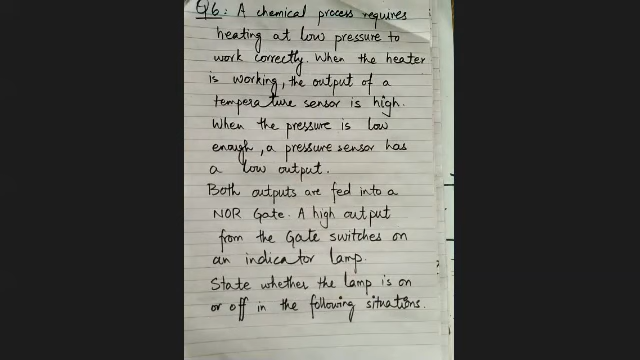 Q6: A chemical process requires
heating at low pressure to
work correctly. When the heater
is working, the output of a
temperature sensor is high.
When the pressure is low
enough, a pressure sensor has
a low output.
Both outputs are fed into a
NOR Gate. A high output
from the Gate switches on
an indicator lamp.
State whether the lamp is on
or off in the following situations.